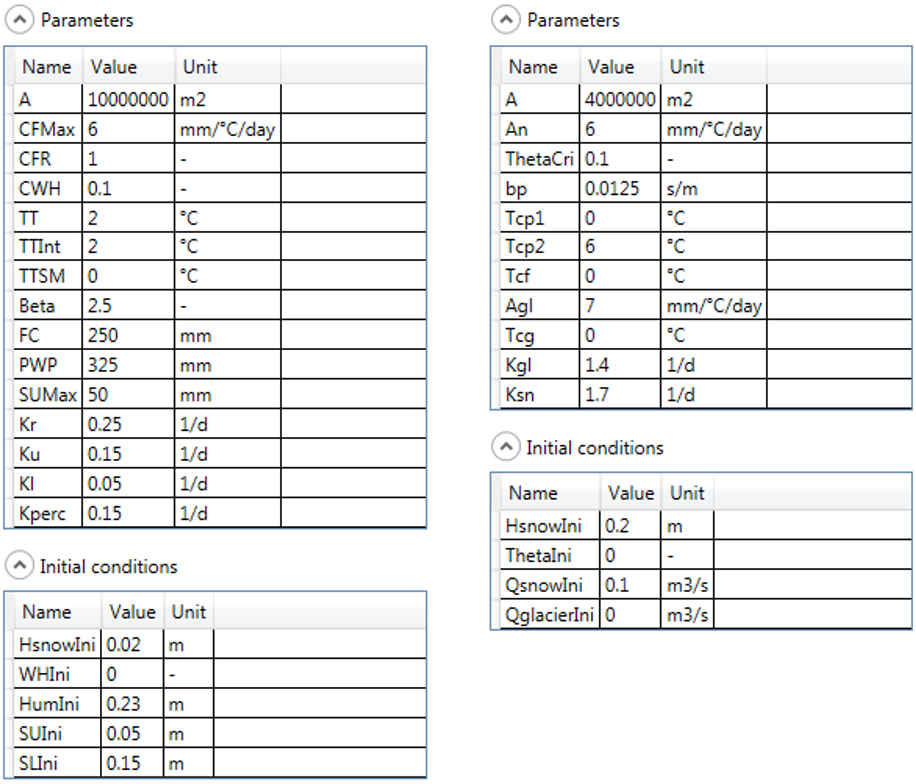 Parameters
Name Value Unit
A 10000000 m2
CFMax 6 mm/°C/day
CFR 1 -
CWH 0.1 -
TT 2 °C
TTInt 2 °C
TTSM 0 °C
Beta 2.5 -
FC 250 mm
PWP 325 mm
SUMax 50 mm
Kr 0.25 1/d
Ku 0.15 1/d
Kl 0.05 1/d
Kperc 0.15 1/d
Initial conditions
Name Value Unit
HsnowIni 0.02 m
WHIni 0 -
HumIni 0.23 m
SUIni 0.05 m
SLIni 0.15 m
Parameters
Name Value Unit
A 4000000 m2
An 6 mm/°C/day
ThetaCri 0.1 -
bp 0.0125 s/m
Tcp1 0 °C
Tcp2 6 °C
Tcf 0 °C
Agl 7 mm/°C/day
Tcg 0 °C
Kgl 1.4 1/d
Ksn 1.7 1/d
Initial conditions
Name Value Unit
HsnowIni 0.2 m
ThetaIni 0 -
QsnowIni 0.1 m3/s
QglacierIni 0 m3/s